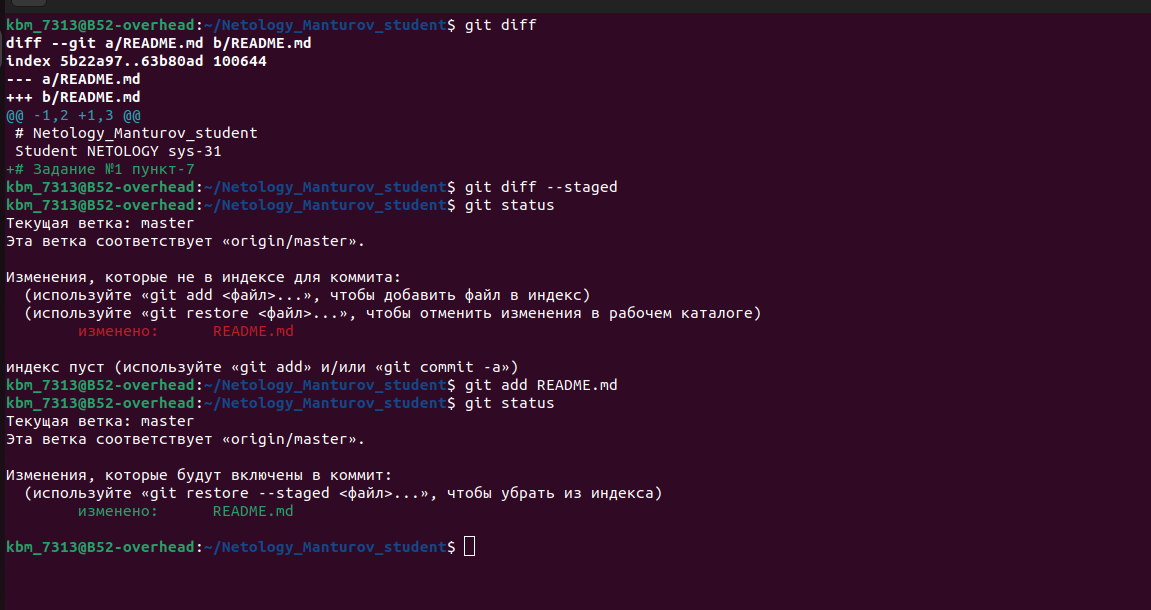 kbm_7313@B52-overhead:~/Netology_Manturov_student$ git diff
diff --git a/README.md b/README.md
index 5b22a97..63b80ad 100644
--- a/README.md
+++ b/README.md
@@ -1,2 +1,3 @@
 # Netology_Manturov_student
 Student NETOLOGY sys-31
+# Задание №1 пункт-7
kbm_7313@B52-overhead:~/Netology_Manturov_student$ git diff --staged
kbm_7313@B52-overhead:~/Netology_Manturov_student$ git status
Текущая ветка: master
Эта ветка соответствует «origin/master».
Изменения, которые не в индексе для коммита:
  (используйте «git add <файл>...», чтобы добавить файл в индекс)
  (используйте «git restore <файл>...», чтобы отменить изменения в рабочем каталоге)
        изменено:      README.md
индекс пуст (используйте «git add» и/или «git commit -a»)
kbm_7313@B52-overhead:~/Netology_Manturov_student$ git add README.md
kbm_7313@B52-overhead:~/Netology_Manturov_student$ git status
Текущая ветка: master
Эта ветка соответствует «origin/master».
Изменения, которые будут включены в коммит:
  (используйте «git restore --staged <файл>...», чтобы убрать из индекса)
        изменено:      README.md
kbm_7313@B52-overhead:~/Netology_Manturov_student$